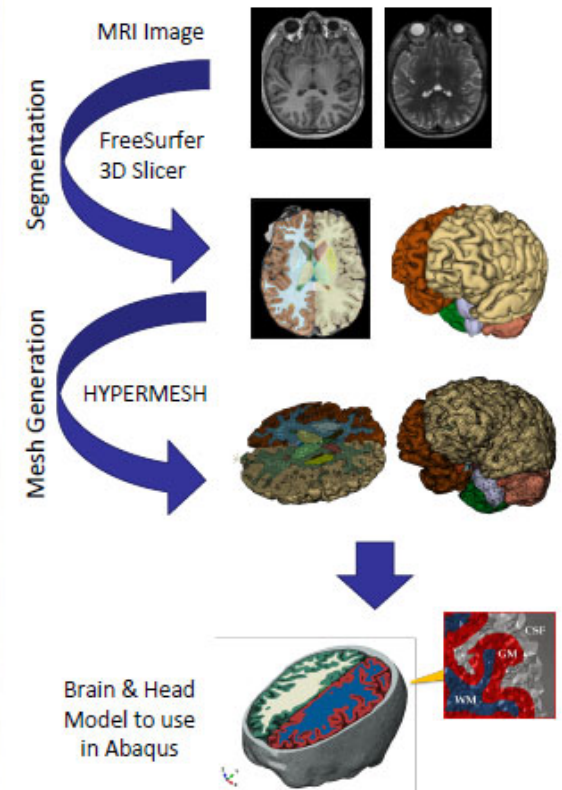 MRI Image
Segmentation
FreeSurfer
3D Slicer
Mesh Generation
HYPERMESH
CSF
GM
WM
Brain & Head
Model to use
in Abaqus